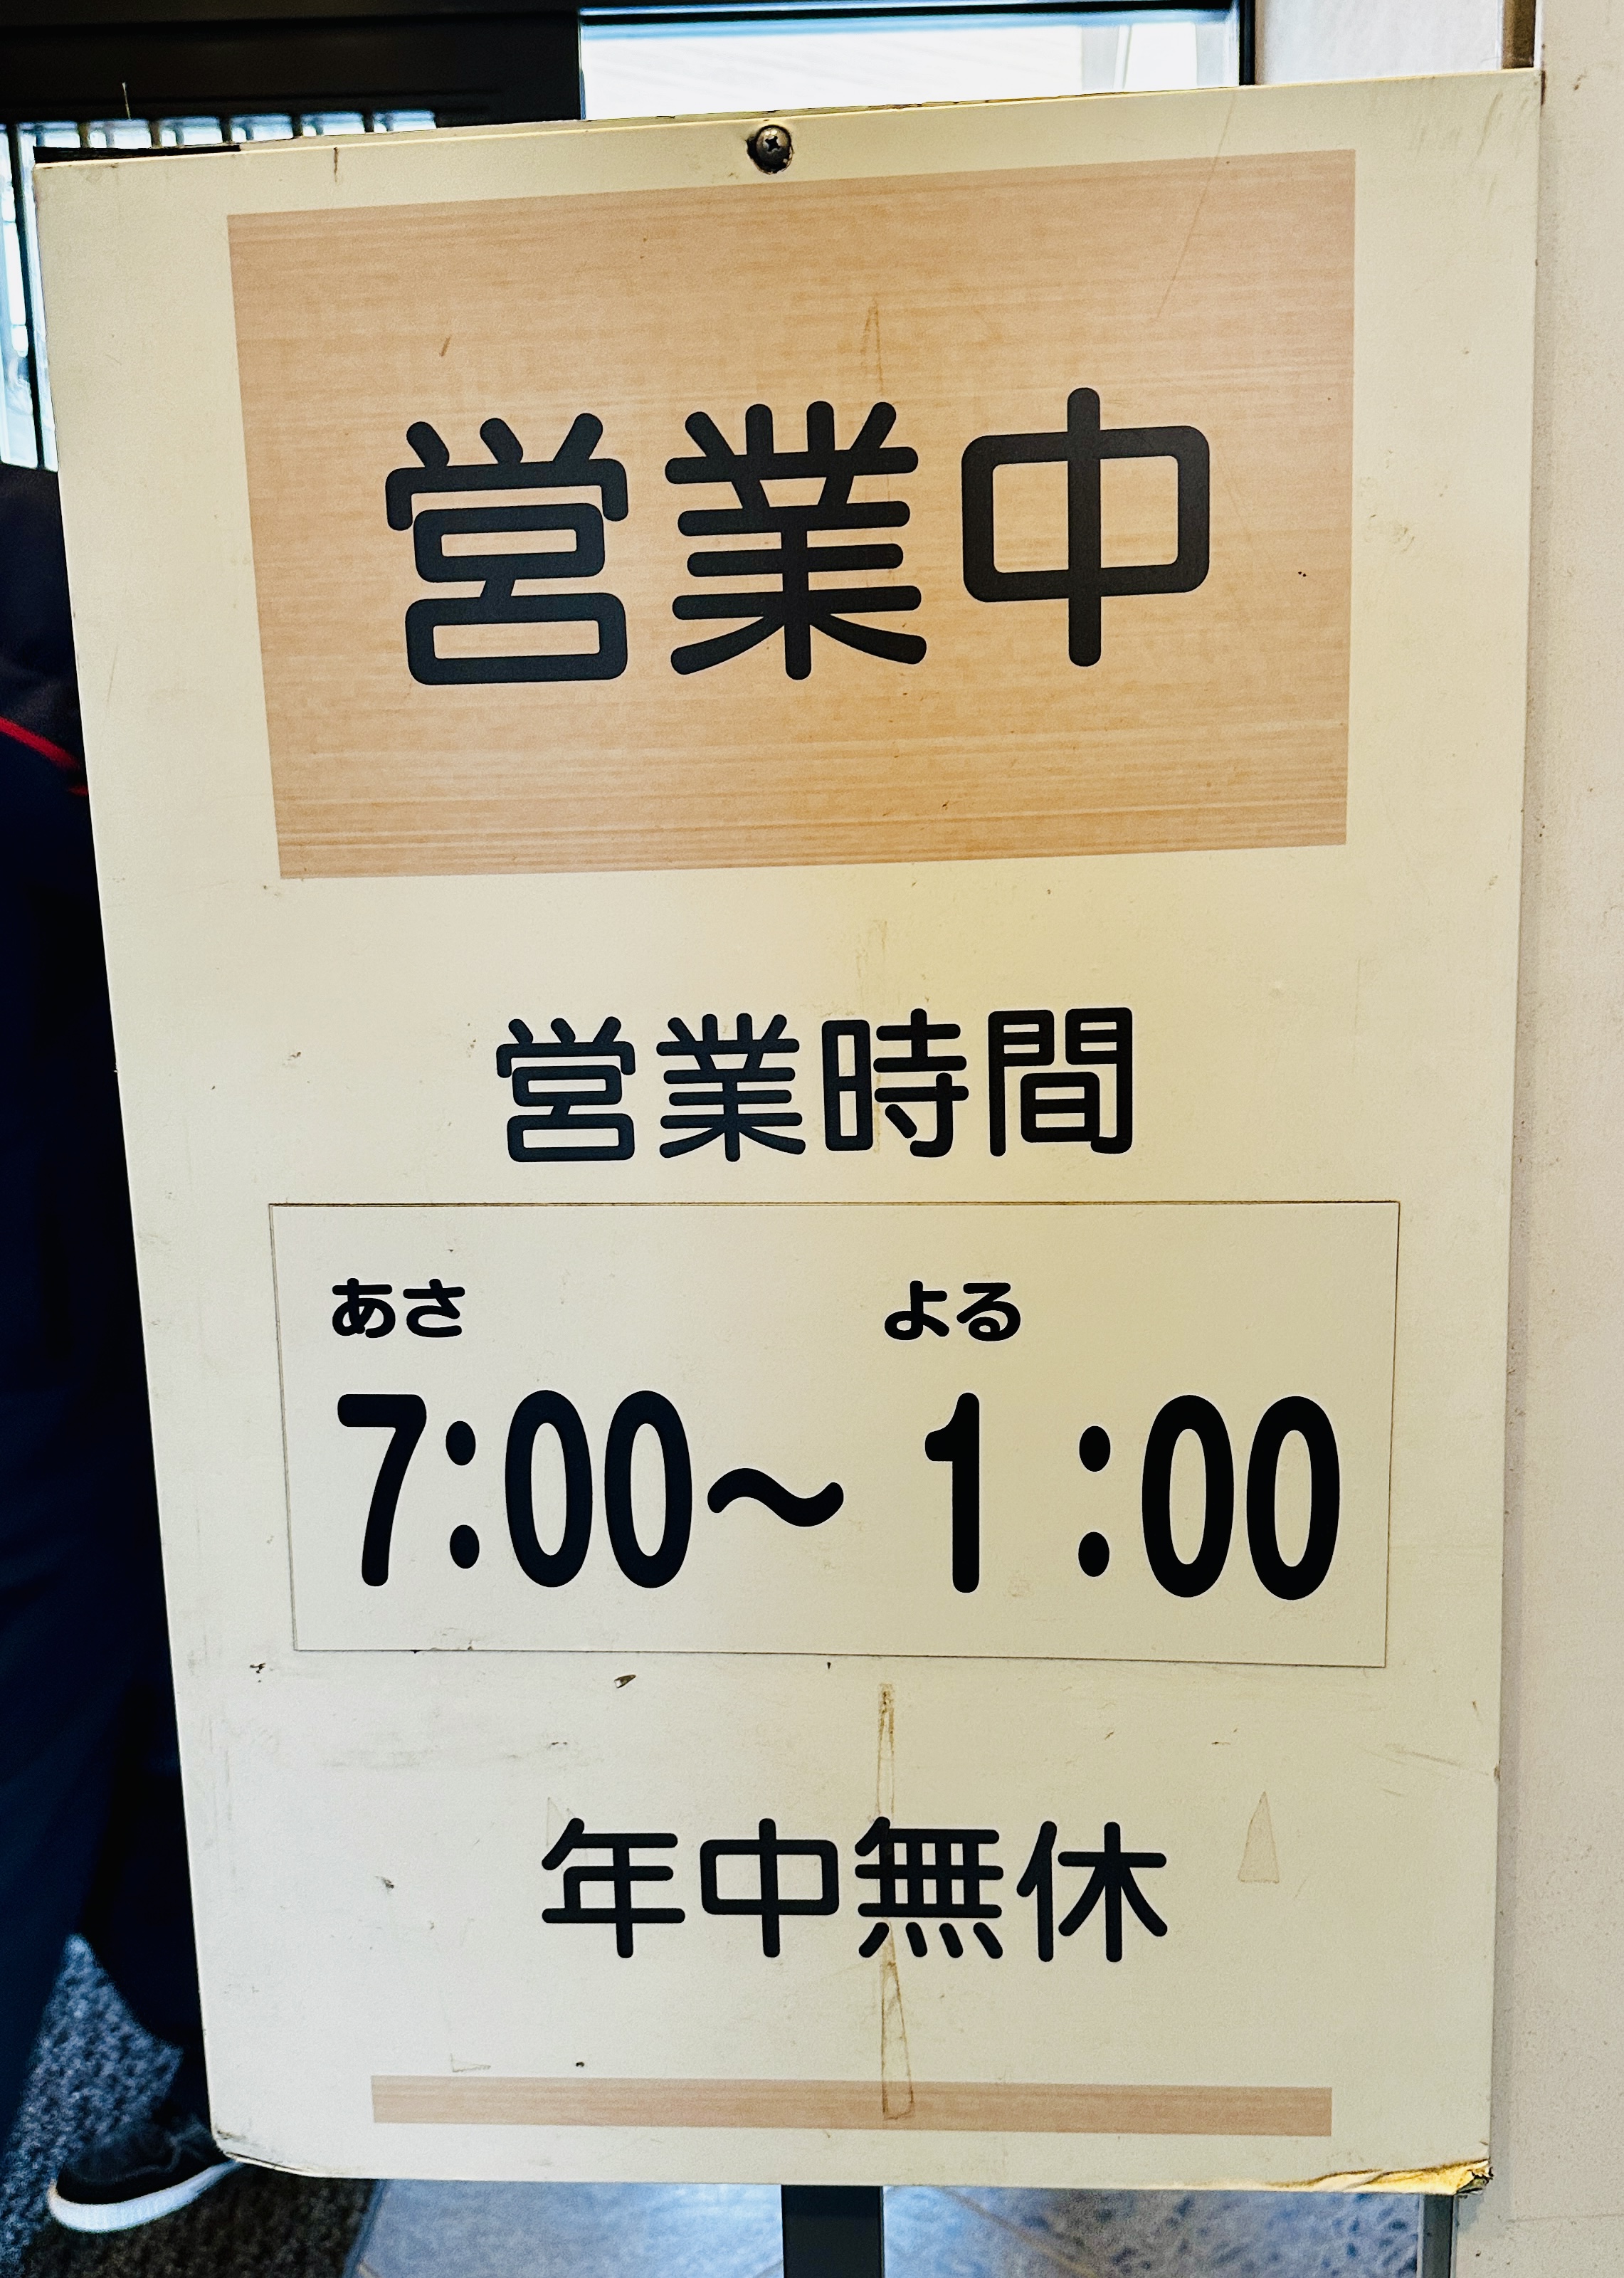 営業中
営業時間
あさ よる
7:00〜1:00
年中無休